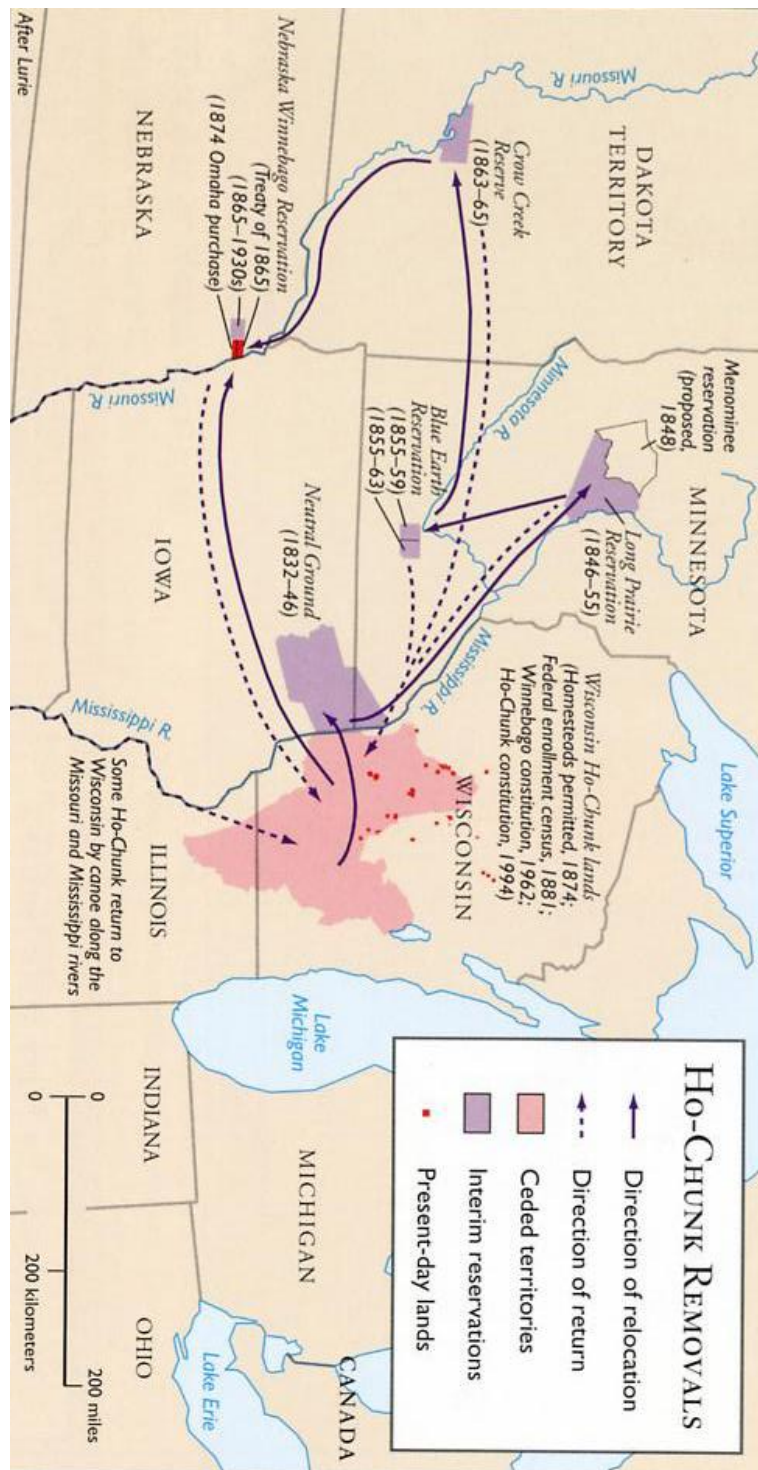 HO-CHUNK REMOVALS
Direction of relocation
Direction of return
Ceded territories
Interim reservations
Present-day lands
Lake Superior
Menominee
reservation
(proposed,
1848)
MINNESOTA
Long Prairie
Reservation
(1846–55)
DAKOTA
TERRITORY
Missouri
R.
Crow Creek
Reserve
(1863–65)
Minnesota R.
Blue Earth
Reservation
(1855–59)
(1855–63)
Mississippi R.
Wisconsin Ho-Chunk lands
(Homesteads permitted, 1874;
Federal enrollment census, 1881;
Winnebago constitution, 1962;
Ho-Chunk constitution, 1994)
WISCONSIN
Neutral Ground
(1832–46)
Lake
Michigan
MICHIGAN
CANADA
Lake Erie
Nebraska Winnebago Reservation
(Treaty of 1865)
(1865–1930s)
(1874 Omaha purchase)
NEBRASKA
Missouri R.
IOWA
Mississippi R.
ILLINOIS
INDIANA
OHIO
Some Ho-Chunk return to
Wisconsin by canoe along the
Missouri and Mississippi rivers
0 200 miles
0 200 kilometers
After Lurie